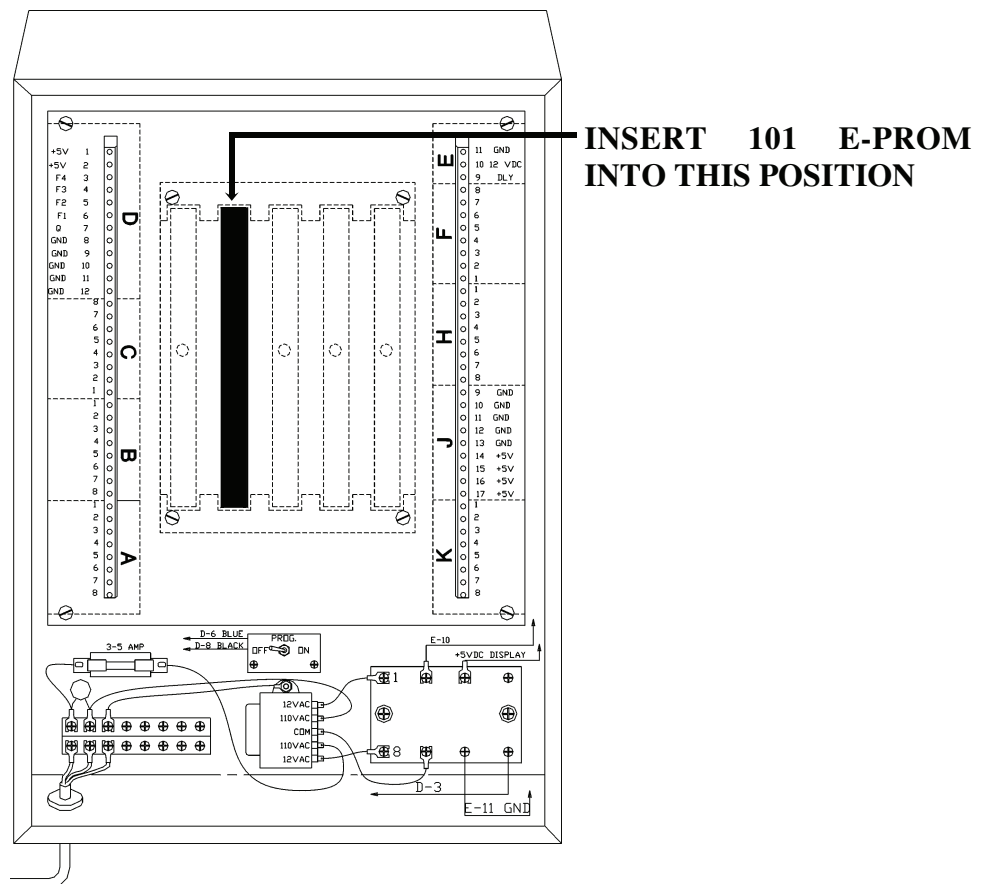 INSERT 101 E-PROM
INTO THIS POSITION
+5V 1
+5V 2
F4 3
F3 4
F2 5
F1 6
Q 7
GND 8
GND 9
GND 10
GND 11
GND 12
D
8
7
6
5
4
3
2
1
C
1
2
3
4
5
6
7
8
B
1
2
3
4
5
6
7
8
A
E
11 GND
10 12 VDC
9 DLY
F
8
7
6
5
4
3
2
1
H
1
2
3
4
5
6
7
8
J
9 GND
10 GND
11 GND
12 GND
13 GND
14 +5V
15 +5V
16 +5V
17 +5V
K
1
2
3
4
5
6
7
8
D-6 BLUE
D-8 BLACK
PROG.
OFF ON
3-5 AMP
E-10
+5VDC DISPLAY
12VAC
110VAC
COM
110VAC
12VAC
1
8
D-3
E-11 GND